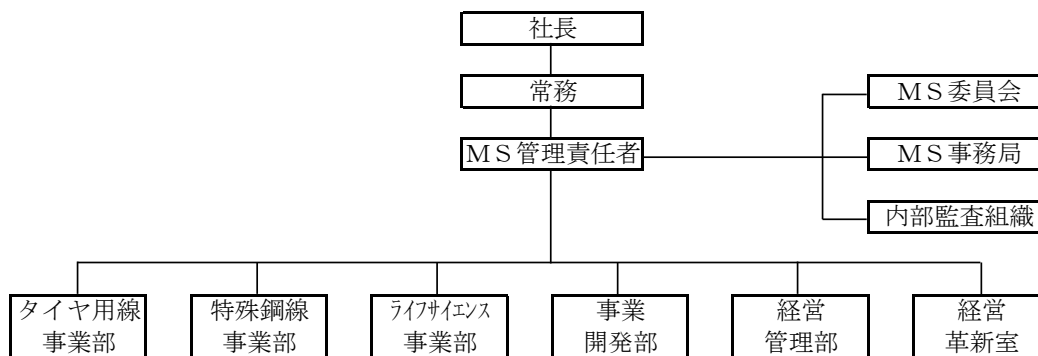 社長
常務
ＭＳ委員会
ＭＳ管理責任者
ＭＳ事務局
内部監査組織
タイヤ用線
事業部
特殊鋼線
事業部
ﾗｲﾌｻｲｴﾝｽ
事業部
事業
開発部
経営
管理部
経営
革新室